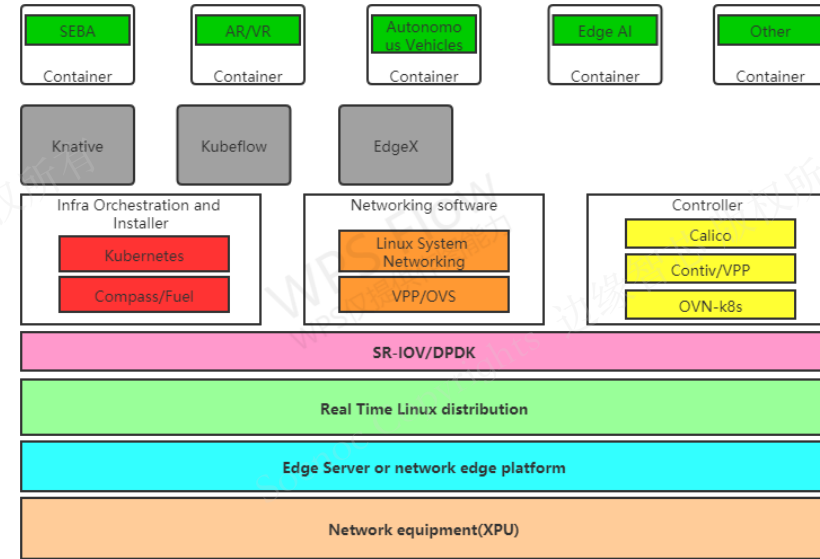 SEBA
AR/VR
Autonomo
us Vehicles
Edge AI
Other
Container
Container
Container
Container
Container
Knative
Kubeflow
EdgeX
Infra Orchestration and
Installer
Kubernetes
Compass/Fuel
Networking software
Linux System
Networking
VPP/OVS
Controller
Calico
Contiv/VPP
OVN-k8s
SR-IOV/DPDK
Real Time Linux distribution
Edge Server or network edge platform
Network equipment(XPU)
WPS Flow